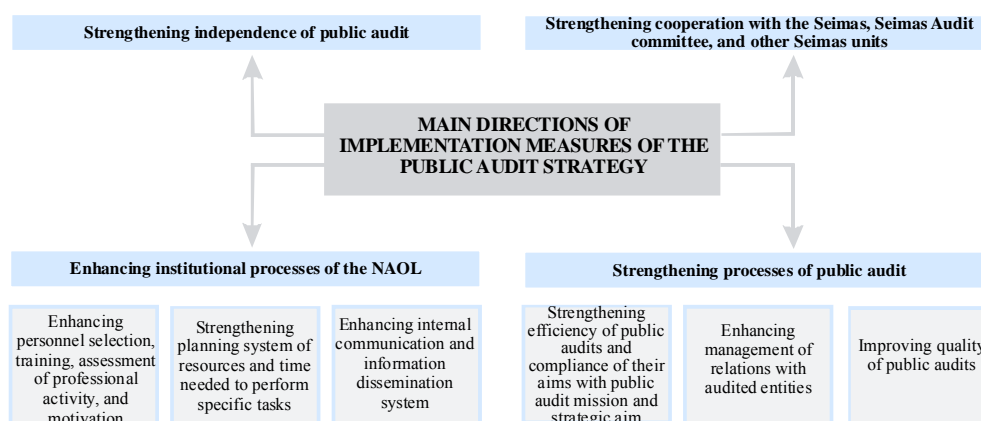 Strengthening independence of public audit
Strengthening cooperation with the Seimas, Seimas Audit
committee, and other Seimas units
MAIN DIRECTIONS OF
IMPLEMENTATION MEASURES OF THE
PUBLIC AUDIT STRATEGY
Enhancing institutional processes of the NAOL
Strengthening processes of public audit
Enhancing
personnel selection,
training, assessment
of professional
activity, and
motivation
Strengthening
planning system of
resources and time
needed to perform
specific tasks
Enhancing internal
communication and
information
dissemination
system
Strengthening
efficiency of public
audits and
compliance of their
aims with public
audit mission and
strategic aim
Enhancing
management of
relations with
audited entities
Improving quality
of public audits